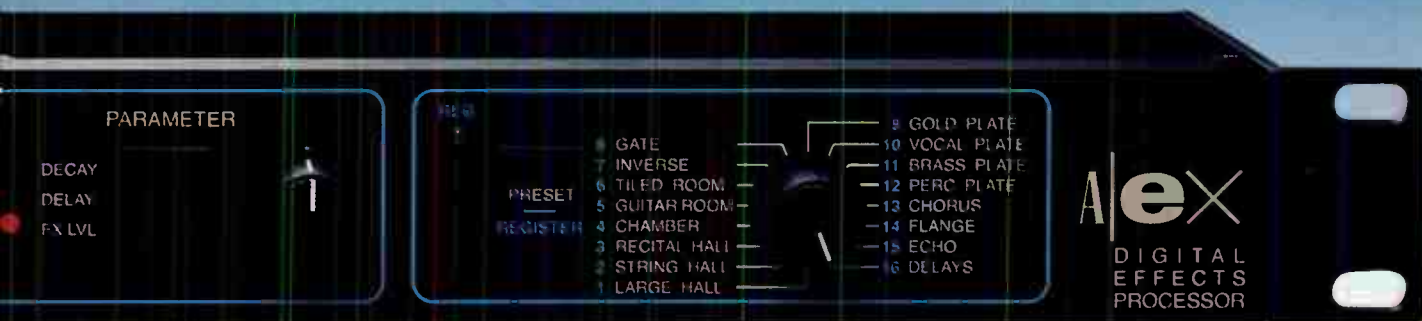 PARAMETER
DECAY
DELAY
FX LVL
REG
PRESET
REGISTER
8 GATE
7 INVERSE
6 TILED ROOM
5 GUITAR ROOM
4 CHAMBER
3 RECITAL HALL
2 STRING HALL
1 LARGE HALL
9 GOLD PLATE
10 VOCAL PLATE
11 BRASS PLATE
12 PERC PLATE
13 CHORUS
14 FLANGE
15 ECHO
16 DELAYS
Alex
DIGITAL
EFFECTS
PROCESSOR